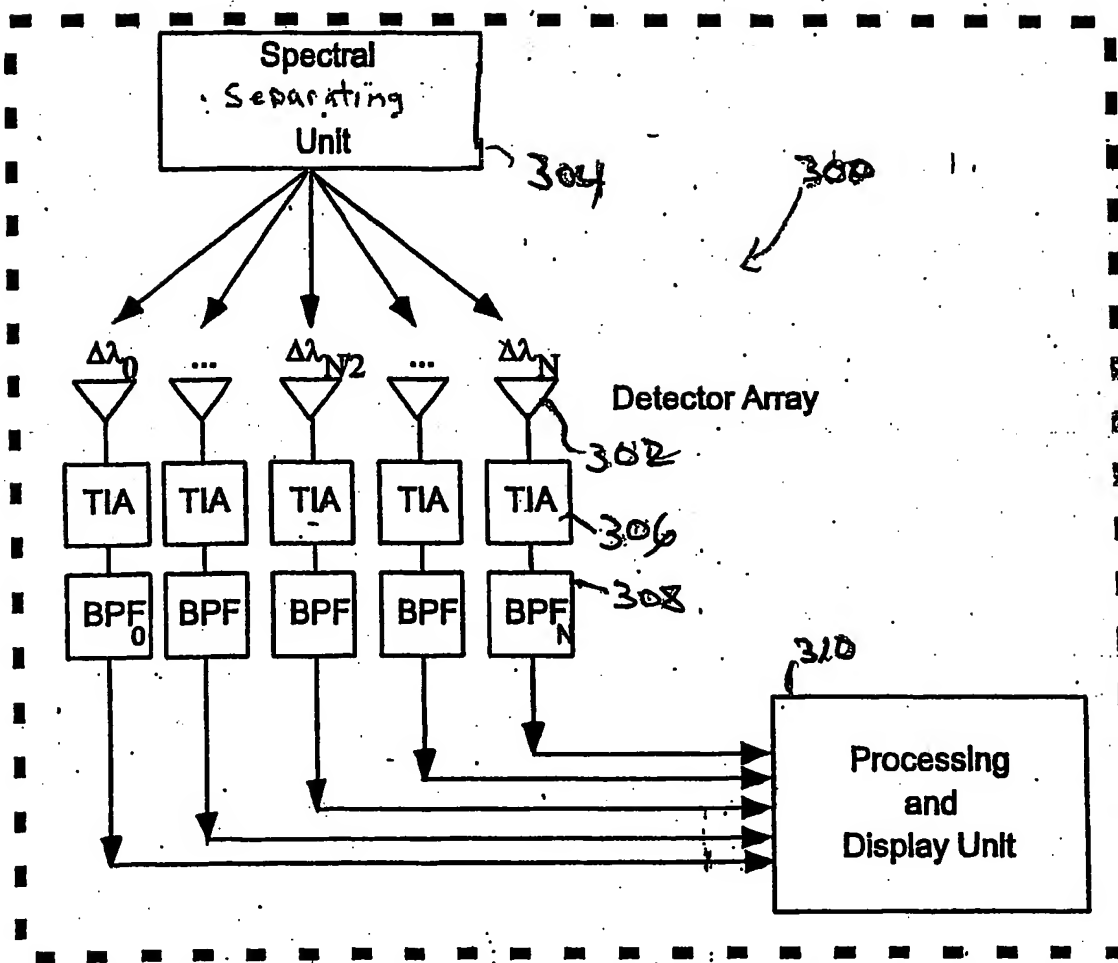 Spectral
Separating
Unit
304
300
Δλ0 ... ΔλN/2 ... ΔλN
Detector Array
302
TIA TIA TIA TIA TIA
306
BPF0 BPF BPF BPF BPFN
308
310
Processing
and
Display Unit